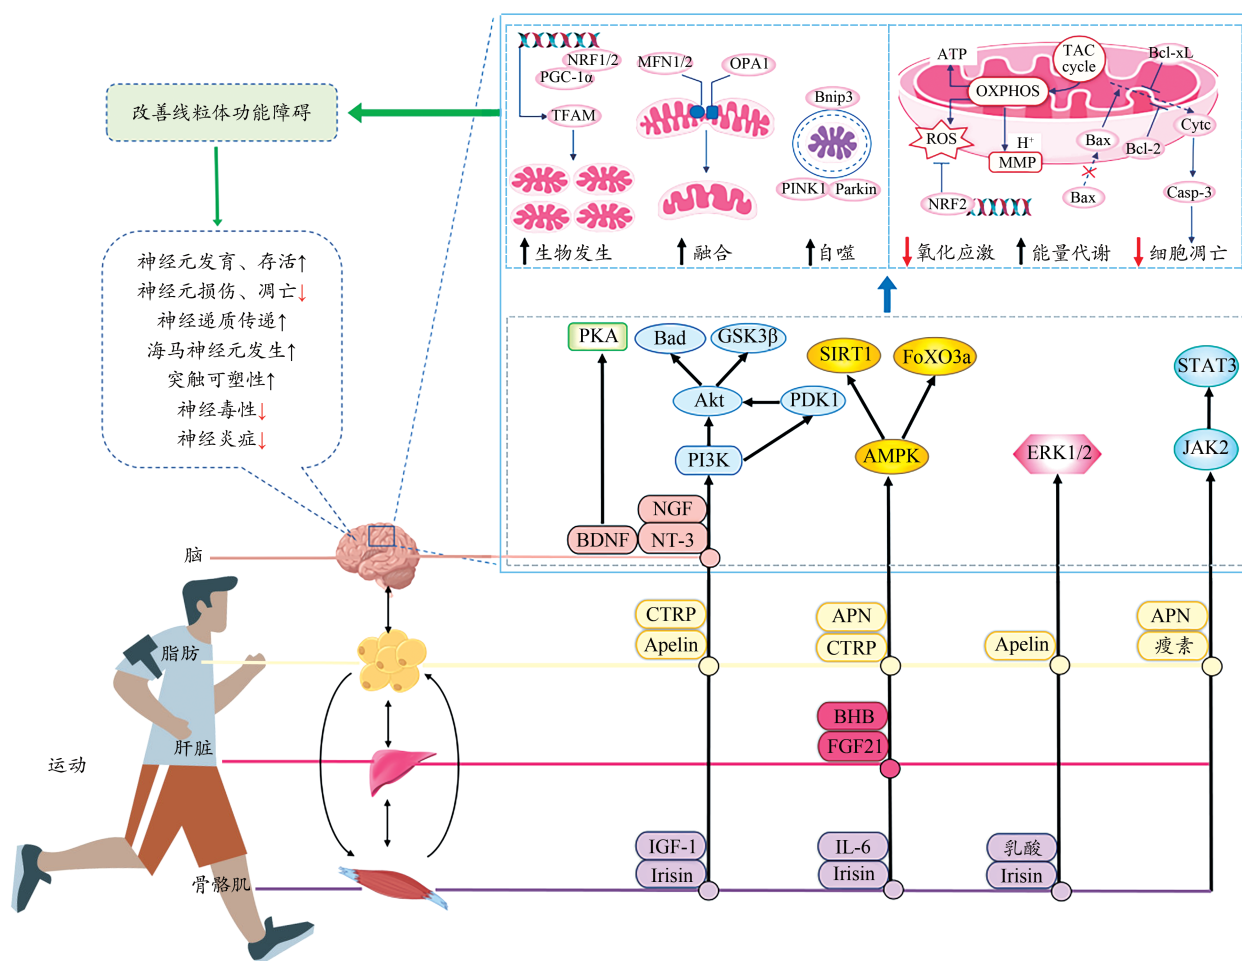 改善线粒体功能障碍
神经元发育、存活↑
神经元损伤、凋亡↓
神经递质传递↑
海马神经元发生↑
突触可塑性↑
神经毒性↓
神经炎症↓
NRF1/2
PGC-1α
TFAM
↑生物发生
MFN1/2
OPA1
↑融合
Bnip3
PINK1
Parkin
↑自噬
ATP
TAC
cycle
Bcl-xL
OXPHOS
ROS
H⁺
MMP
Bax
Bcl-2
Cytc
Bax
Casp-3
NRF2
↓氧化应激
↑能量代谢
↓细胞凋亡
PKA
Bad
GSK3β
SIRT1
FoXO3a
STAT3
Akt
PDK1
PI3K
AMPK
ERK1/2
JAK2
NGF
BDNF
NT-3
脑
CTRP
Apelin
APN
CTRP
Apelin
APN
瘦素
脂肪
BHB
FGF21
肝脏
运动
IGF-1
Irisin
IL-6
Irisin
乳酸
Irisin
骨骼肌